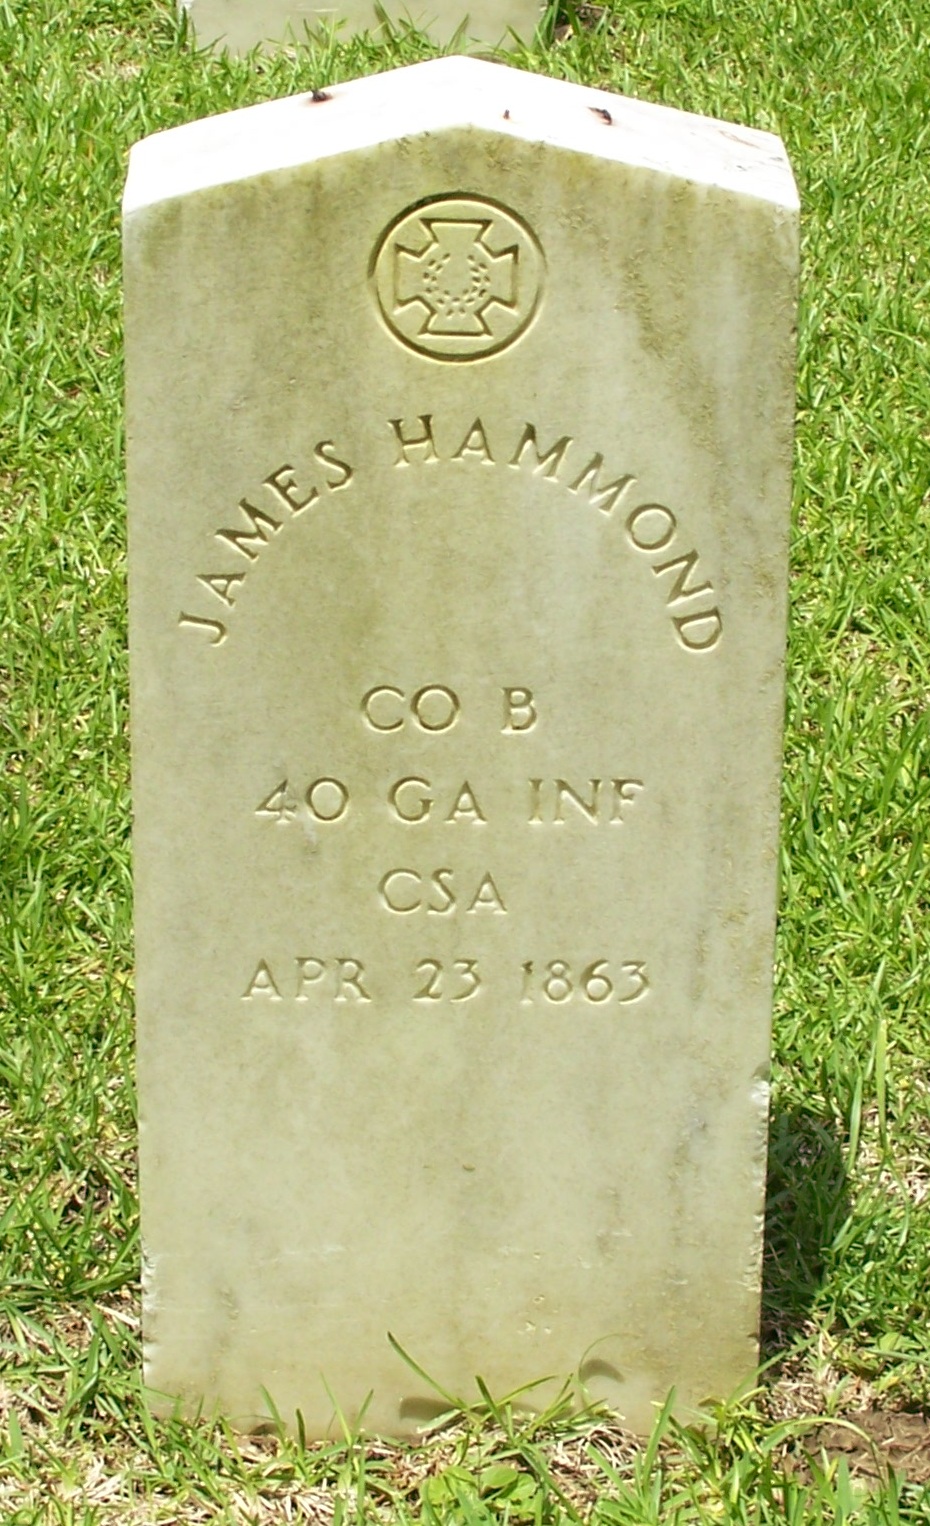 JAMES HAMMOND
CO B
40 GA INF
CSA
APR 23 1863